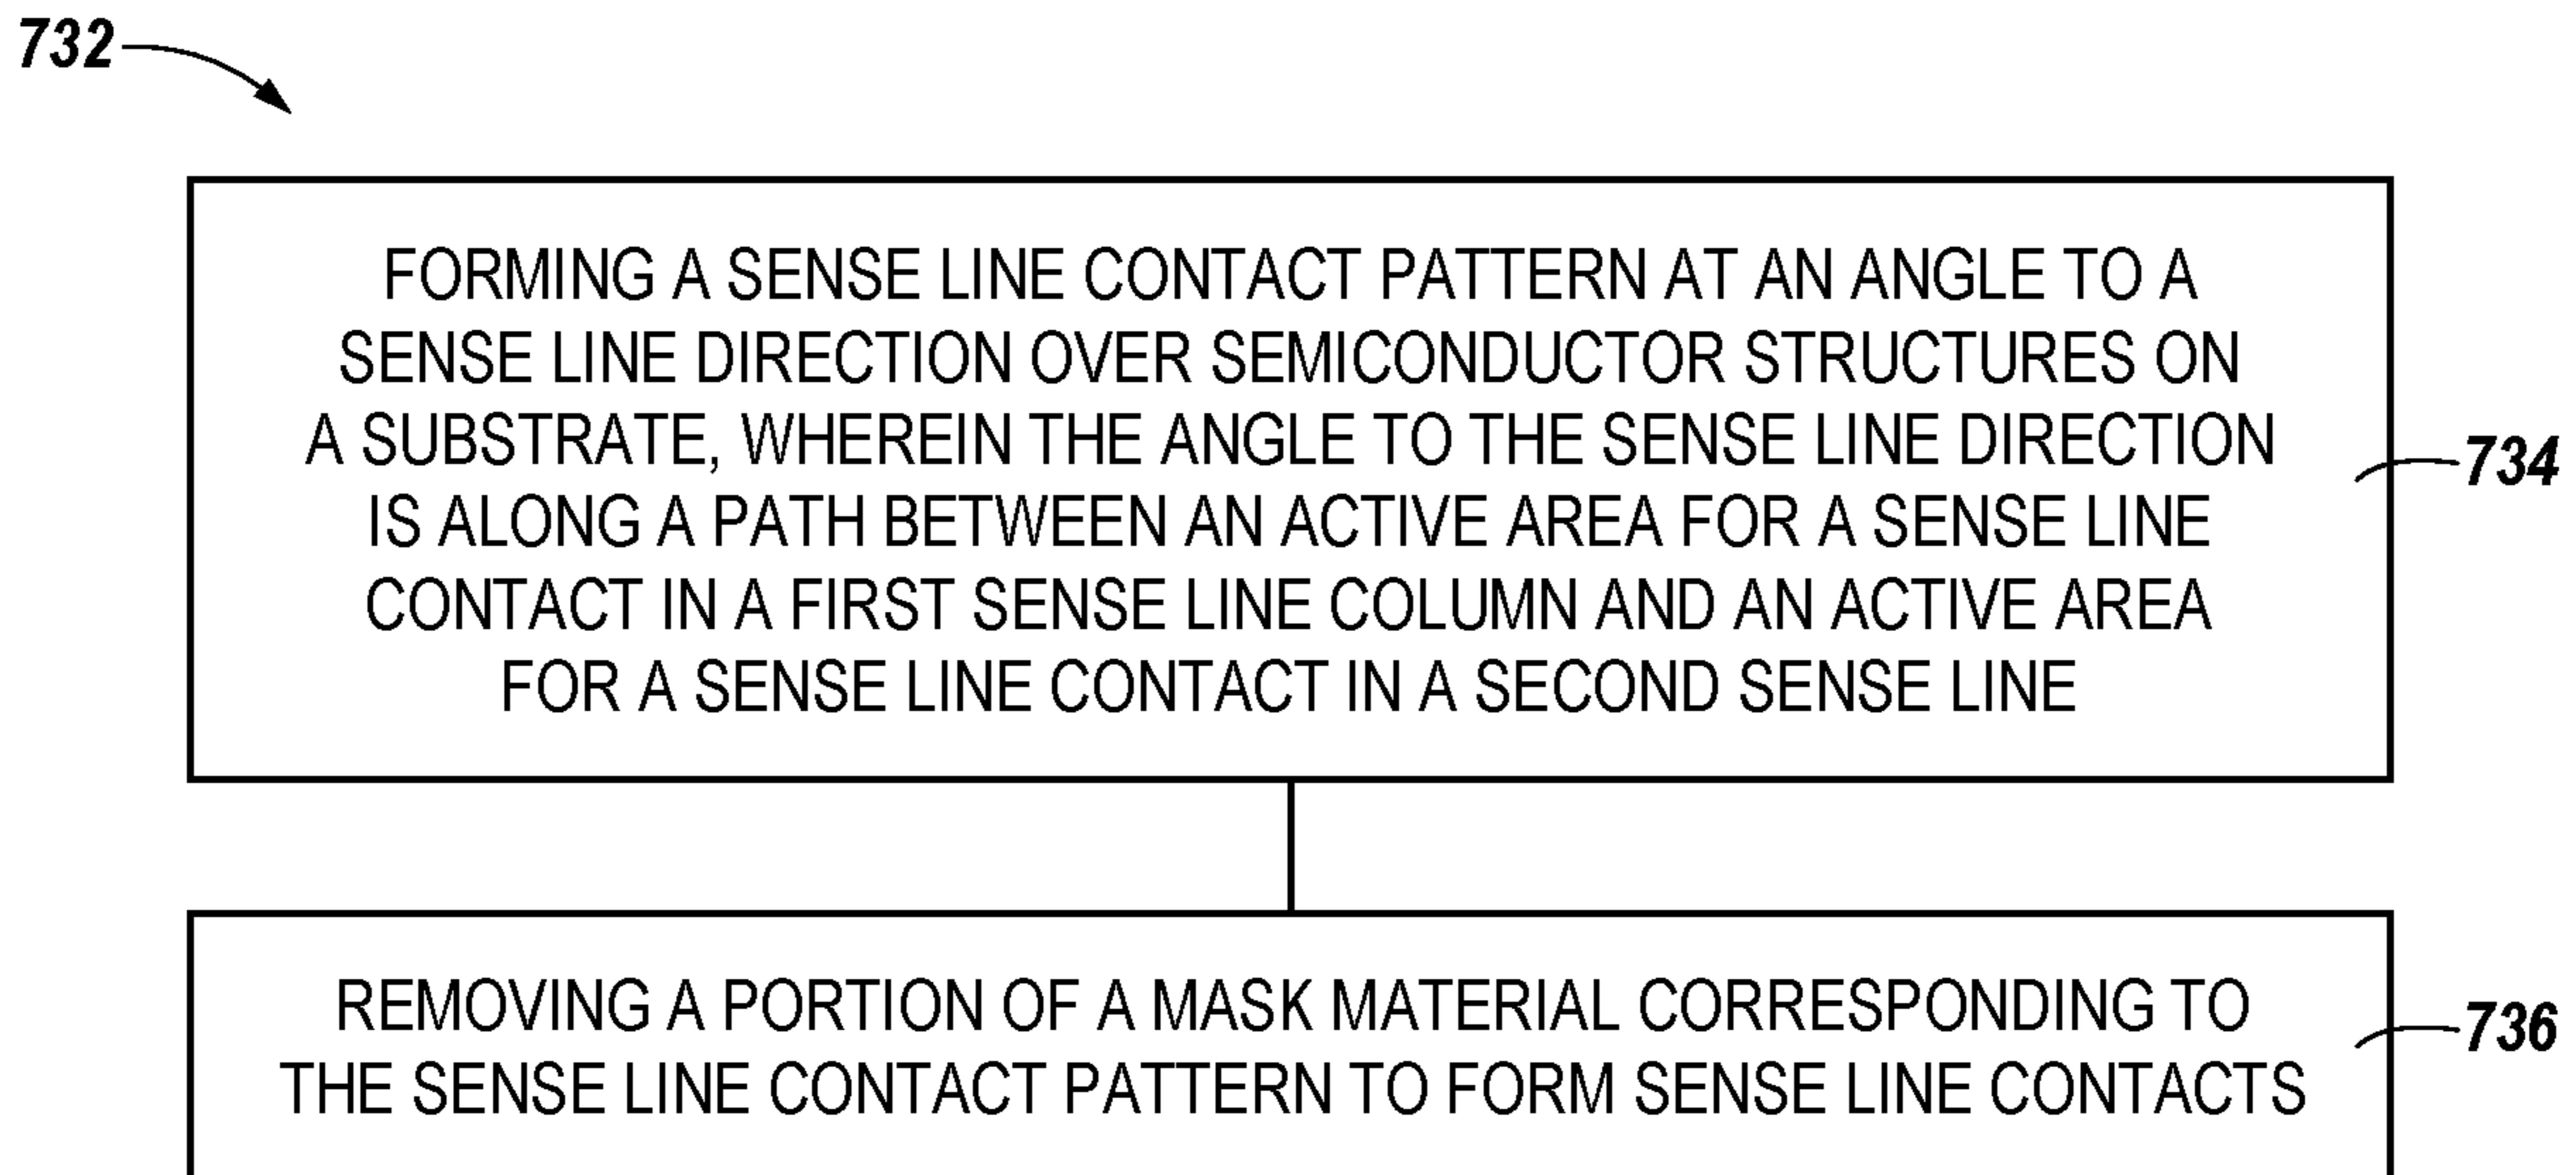 732
FORMING A SENSE LINE CONTACT PATTERN AT AN ANGLE TO A
SENSE LINE DIRECTION OVER SEMICONDUCTOR STRUCTURES ON
A SUBSTRATE, WHEREIN THE ANGLE TO THE SENSE LINE DIRECTION
IS ALONG A PATH BETWEEN AN ACTIVE AREA FOR A SENSE LINE
CONTACT IN A FIRST SENSE LINE COLUMN AND AN ACTIVE AREA
FOR A SENSE LINE CONTACT IN A SECOND SENSE LINE
734
REMOVING A PORTION OF A MASK MATERIAL CORRESPONDING TO
THE SENSE LINE CONTACT PATTERN TO FORM SENSE LINE CONTACTS
736